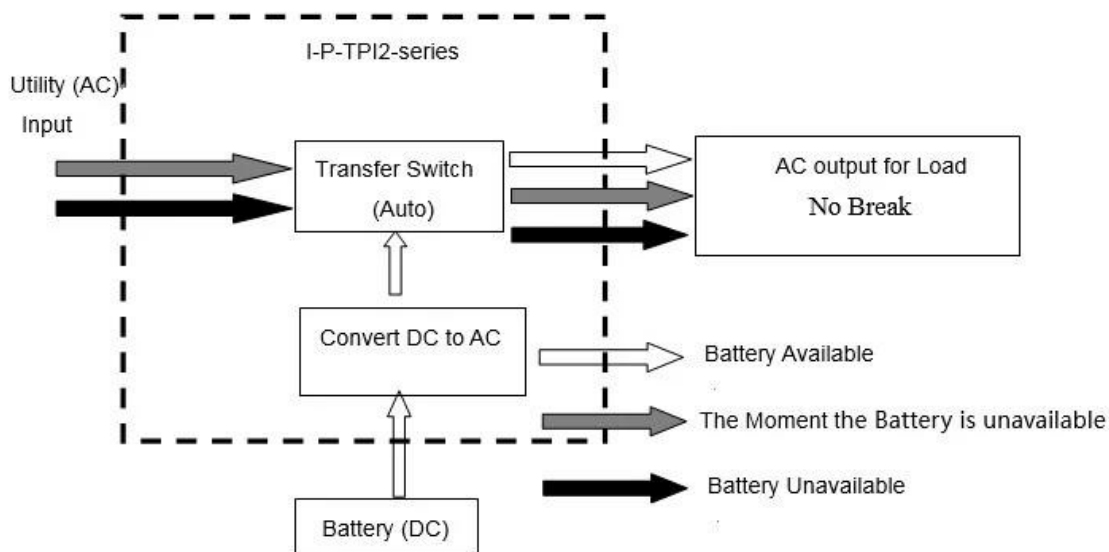 I-P-TPI2-series
Utility (AC)
Input
Transfer Switch
(Auto)
AC output for Load
No Break
Convert DC to AC
Battery Available
The Moment the Battery is unavailable
Battery Unavailable
Battery (DC)